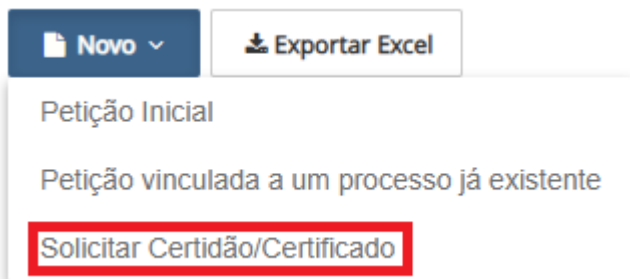 Novo
Exportar Excel
Petição Inicial
Petição vinculada a um processo já existente
Solicitar Certidão/Certificado